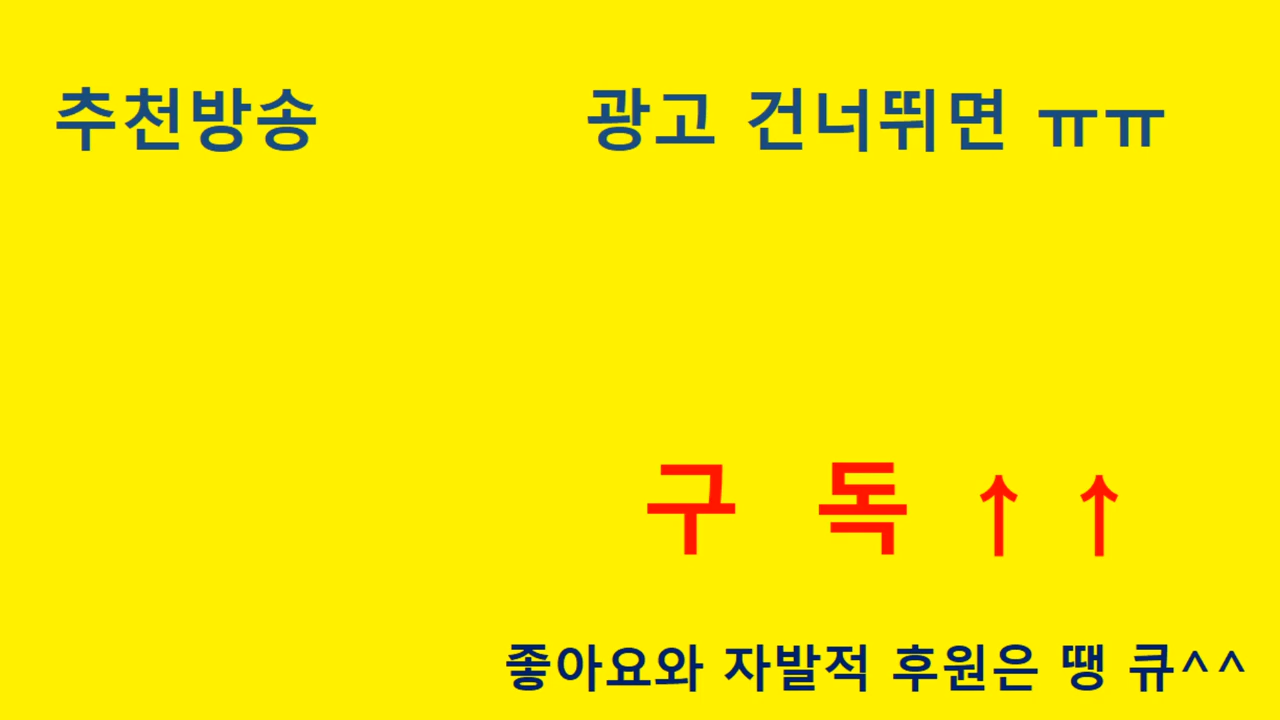 추천방송
광고 건너뛰면 ㅠㅠ
구 독 ↑ ↑
좋아요와 자발적 후원은 땡 큐^^